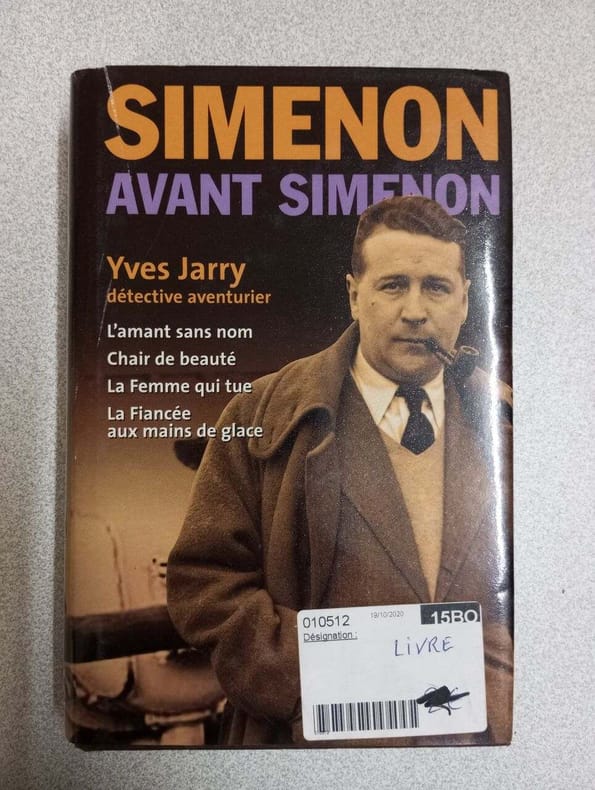 SIMENON
AVANT SIMENON
Yves Jarry
détective aventurier
L'amant sans nom
Chair de beauté
La Femme qui tue
La Fiancée
aux mains de glace
010512 19/10/2020 15BO
Désignation :
LIVRE